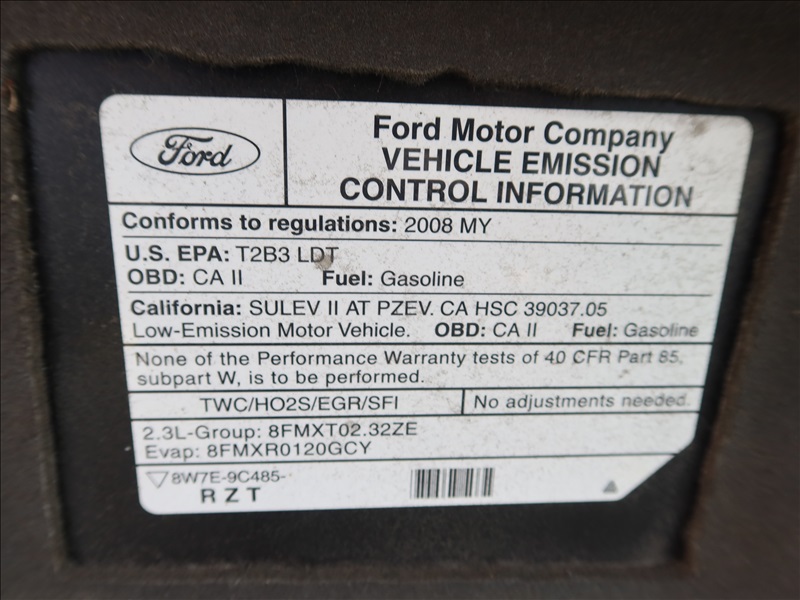 Ford
Ford Motor Company
VEHICLE EMISSION
CONTROL INFORMATION
Conforms to regulations: 2008 MY
U.S. EPA: T2B3 LDT
OBD: CA II Fuel: Gasoline
California: SULEV II AT PZEV. CA HSC 39037.05
Low-Emission Motor Vehicle. OBD: CA II Fuel: Gasoline
None of the Performance Warranty tests of 40 CFR Part 85,
subpart W, is to be performed.
TWC/HO2S/EGR/SFI No adjustments needed.
2.3L-Group: 8FMXT02.32ZE
Evap: 8FMXR0120GCY
8W7E-9C485-
R Z T